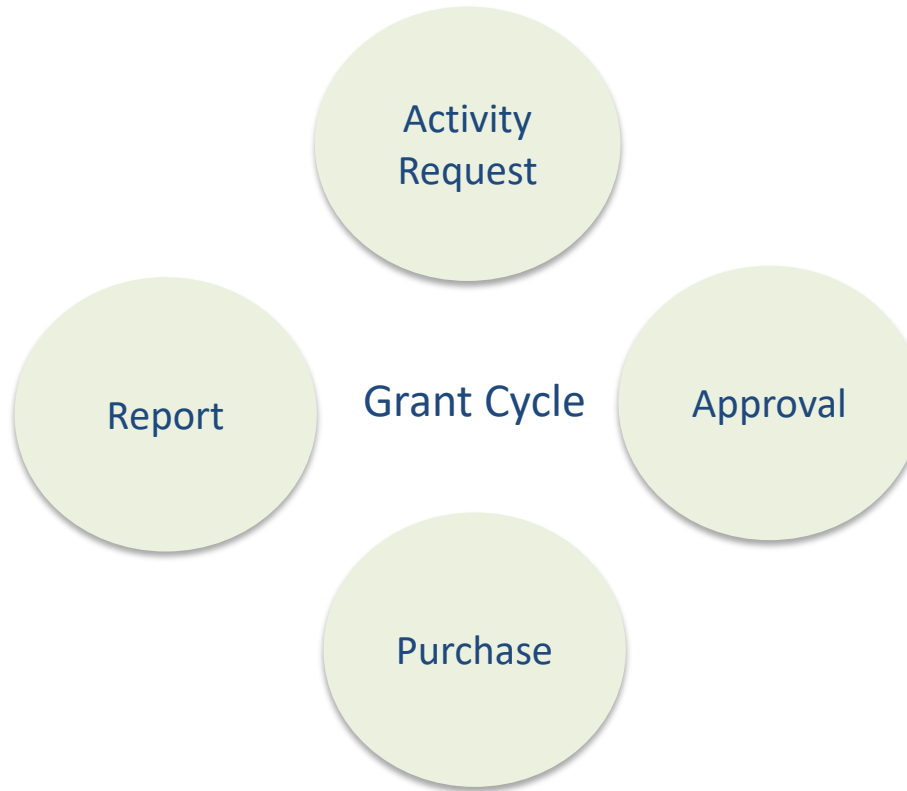 Activity
Request
Report
Grant Cycle
Approval
Purchase